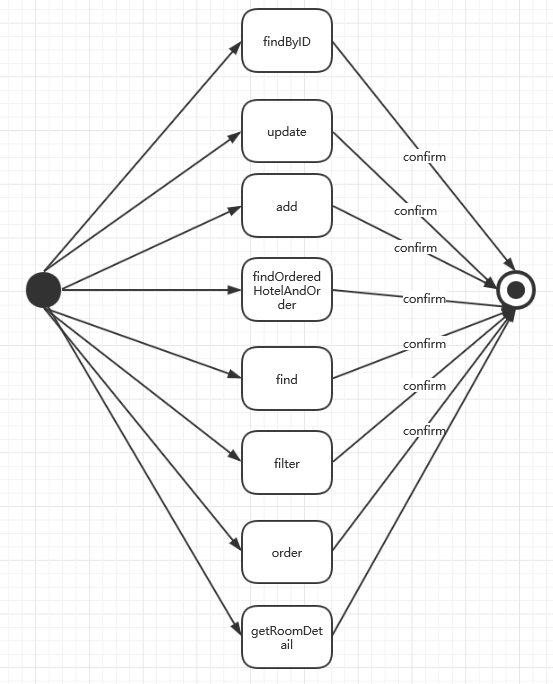 findByID
confirm
update
confirm
add
confirm
findOrdered
HotelAndOr
der
confirm
find
confirm
filter
confirm
order
confirm
getRoomDet
ail